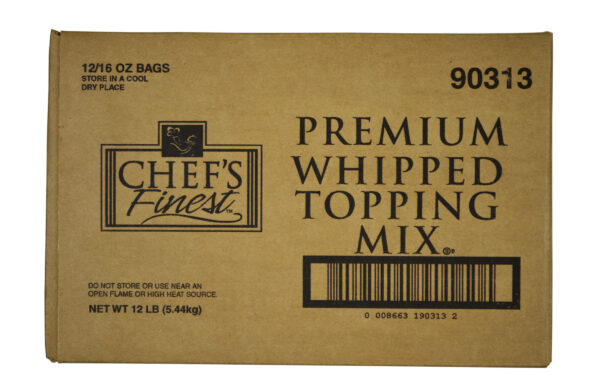 12/16 OZ BAGS
STORE IN A COOL
DRY PLACE
90313
CHEF'S
Finest™
PREMIUM
WHIPPED
TOPPING
MIX
DO NOT STORE OR USE NEAR AN
OPEN FLAME OR HIGH HEAT SOURCE.
NET WT 12 LB (5.44kg)
0 008663 190313 2